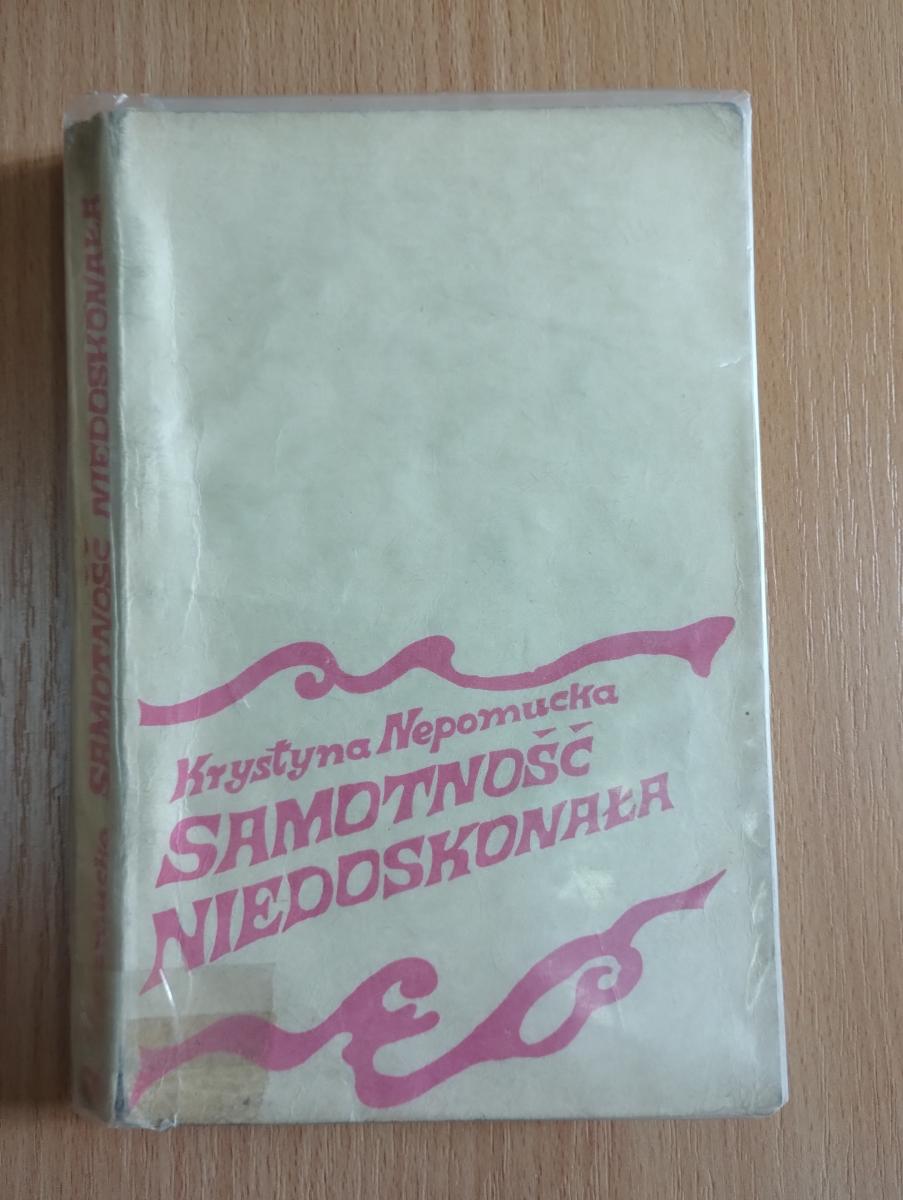 Krystyna Nepomucka
SAMOTNOŚĆ
NIEDOSKONAŁA
SAMOTNOŚĆ NIEDOSKONAŁA